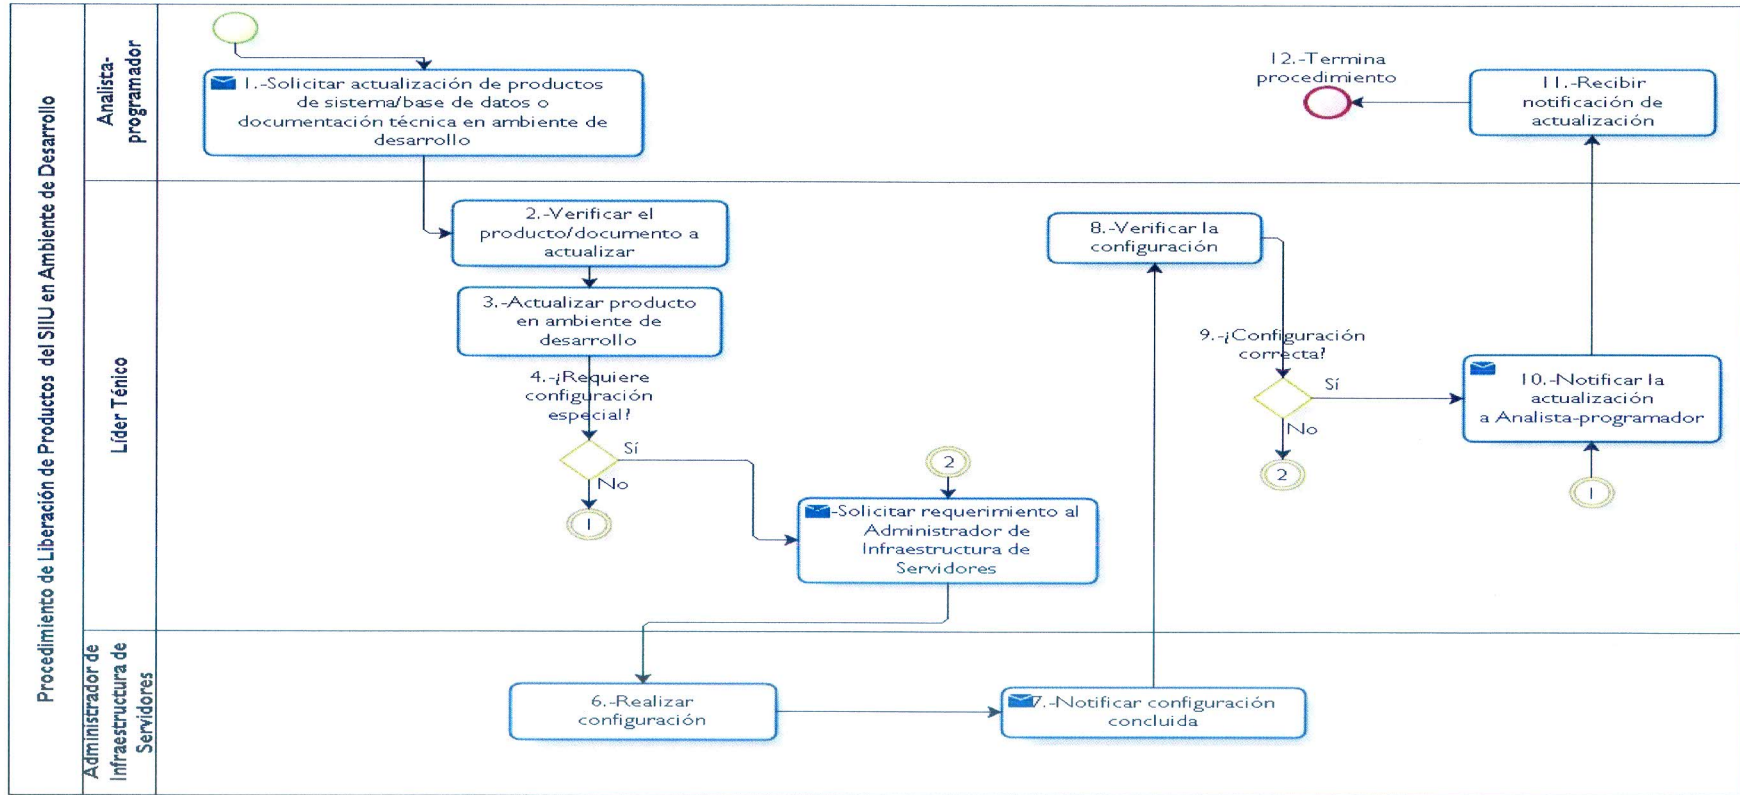 Procedimiento de Liberación de Productos del SIIU en Ambiente de Desarrollo
Analista-
programador
1.-Solicitar actualización de productos
de sistema/base de datos o
documentación técnica en ambiente de
desarrollo
12.-Termina
procedimiento
11.-Recibir
notificación de
actualización
Líder Ténico
2.-Verificar el
producto/documento a
actualizar
3.-Actualizar producto
en ambiente de
desarrollo
4.-¿Requiere
configuración
especial?
Sí
No
1
2
-Solicitar requerimiento al
Administrador de
Infraestructura de
Servidores
8.-Verificar la
configuración
9.-¿Configuración
correcta?
Sí
No
2
10.-Notificar la
actualización
a Analista-programador
1
Administrador de
Infraestructura de
Servidores
6.-Realizar
configuración
7.-Notificar configuración
concluida